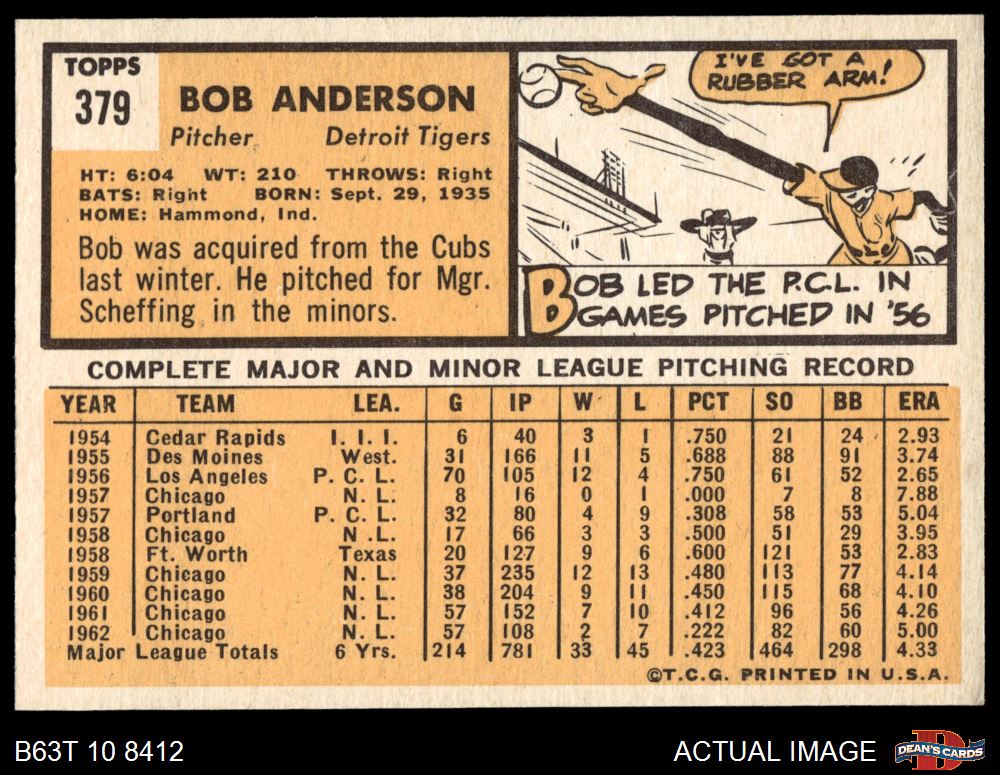 TOPPS
379
BOB ANDERSON
Pitcher Detroit Tigers
HT: 6:04 WT: 210 THROWS: Right
BATS: Right BORN: Sept. 29, 1935
HOME: Hammond, Ind.
Bob was acquired from the Cubs
last winter. He pitched for Mgr.
Scheffing in the minors.
I'VE GOT A
RUBBER ARM!
BOB LED THE P.C.L. IN
GAMES PITCHED IN '56
COMPLETE MAJOR AND MINOR LEAGUE PITCHING RECORD
YEAR TEAM LEA. G IP W L PCT SO BB ERA
1954 Cedar Rapids I. I. I. 6 40 3 1 .750 21 24 2.93
1955 Des Moines West. 31 166 11 5 .688 88 91 3.74
1956 Los Angeles P. C. L. 70 105 12 4 .750 61 52 2.65
1957 Chicago N. L. 8 16 0 1 .000 7 8 7.88
1957 Portland P. C. L. 32 80 4 9 .308 58 53 5.04
1958 Chicago N .L. 17 66 3 3 .500 51 29 3.95
1958 Ft. Worth Texas 20 127 9 6 .600 121 53 2.83
1959 Chicago N. L. 37 235 12 13 .480 113 77 4.14
1960 Chicago N. L. 38 204 9 11 .450 115 68 4.10
1961 Chicago N. L. 57 152 7 10 .412 96 56 4.26
1962 Chicago N. L. 57 108 2 7 .222 82 60 5.00
Major League Totals 6 Yrs. 214 781 33 45 .423 464 298 4.33
©T.C.G. PRINTED IN U.S.A.
B63T 10 8412
ACTUAL IMAGE
DEAN'S CARDS